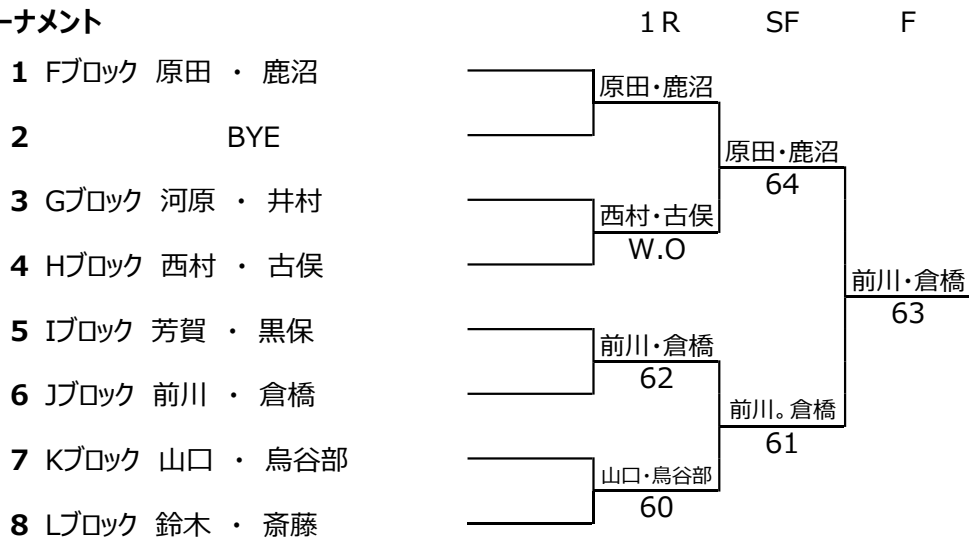 ーナメント 1R SF F
1 Fブロック 原田 ・ 鹿沼
原田・鹿沼
2 BYE
原田・鹿沼
64
3 Gブロック 河原 ・ 井村
西村・古俣
W.O
4 Hブロック 西村 ・ 古俣
前川・倉橋
63
5 Iブロック 芳賀 ・ 黒保
前川・倉橋
62
6 Jブロック 前川 ・ 倉橋
前川。倉橋
61
7 Kブロック 山口 ・ 鳥谷部
山口・鳥谷部
60
8 Lブロック 鈴木 ・ 斎藤